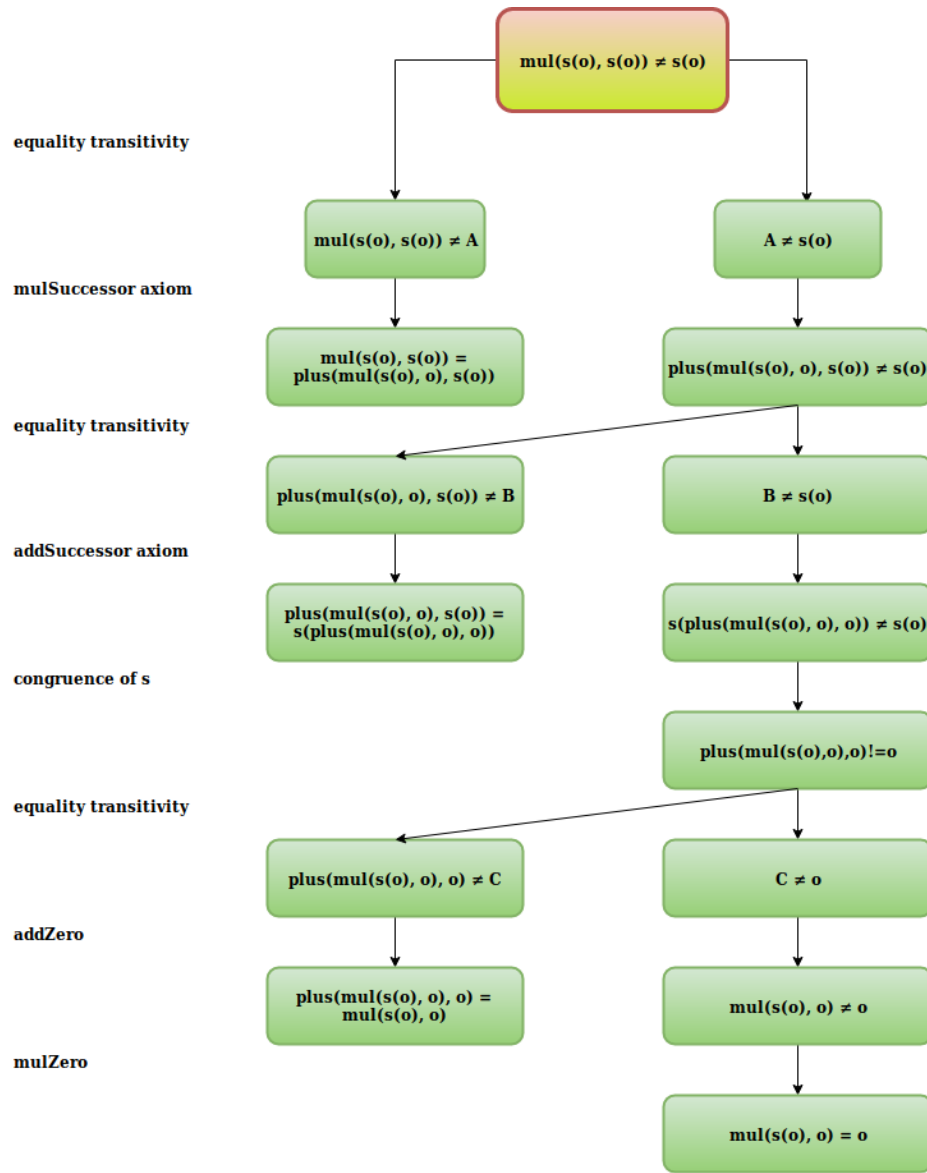 mul(s(o), s(o)) ≠ s(o)
equality transitivity
mul(s(o), s(o)) ≠ A
A ≠ s(o)
mulSuccessor axiom
mul(s(o), s(o)) =
plus(mul(s(o), o), s(o))
plus(mul(s(o), o), s(o)) ≠ s(o)
equality transitivity
plus(mul(s(o), o), s(o)) ≠ B
B ≠ s(o)
addSuccessor axiom
plus(mul(s(o), o), s(o)) =
s(plus(mul(s(o), o), o))
s(plus(mul(s(o), o), o)) ≠ s(o)
congruence of s
plus(mul(s(o),o),o)!=o
equality transitivity
plus(mul(s(o), o), o) ≠ C
C ≠ o
addZero
plus(mul(s(o), o), o) =
mul(s(o), o)
mul(s(o), o) ≠ o
mulZero
mul(s(o), o) = o